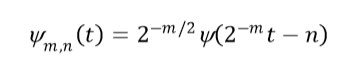 ψ_{m,n}(t) = 2^{−m/2} ψ(2^{−m} t − n)